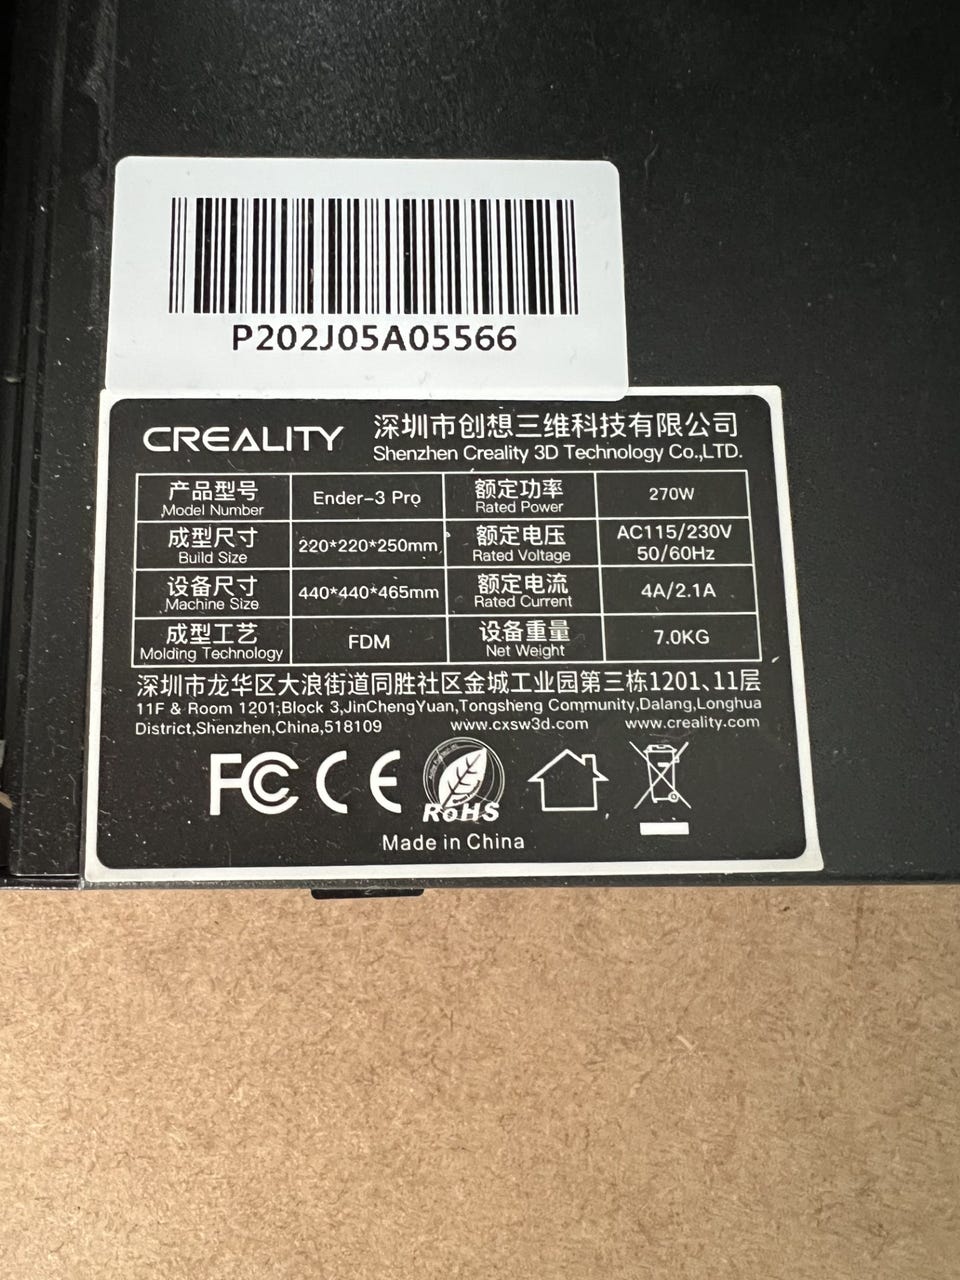 P202J05A05566
CREALITY 深圳市创想三维科技有限公司
Shenzhen Creality 3D Technology Co.,LTD.
产品型号 Ender-3 Pro 额定功率 270W
Model Number Rated Power
成型尺寸 220*220*250mm 额定电压 AC115/230V
Build Size Rated Voltage 50/60Hz
设备尺寸 440*440*465mm 额定电流 4A/2.1A
Machine Size Rated Current
成型工艺 FDM 设备重量 7.0KG
Molding Technology Net Weight
深圳市龙华区大浪街道同胜社区金城工业园第三栋1201、11层
11F & Room 1201,Block 3,JinChengYuan,Tongsheng Community,Dalang,Longhua
District,Shenzhen,China,518109 www.cxsw3d.com www.creality.com
FC CE RoHS
Made in China